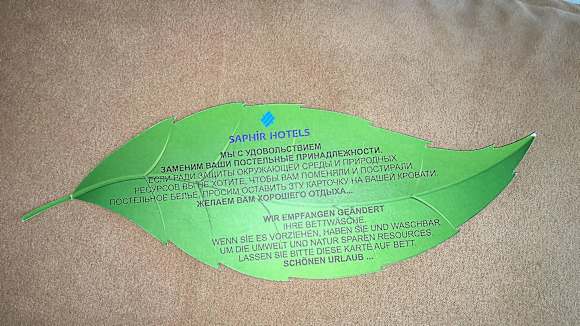 SAPHİR HOTELS
МЫ С УДОВОЛЬСТВИЕМ
ЗАМЕНИМ ВАШИ ПОСТЕЛЬНЫЕ ПРИНАДЛЕЖНОСТИ.
ЕСЛИ РАДИ ЗАЩИТЫ ОКРУЖАЮЩЕЙ СРЕДЫ И ПРИРОДНЫХ
РЕСУРСОВ ВЫ НЕ ХОТИТЕ, ЧТОБЫ ВАМ ПОМЕНЯЛИ И ПОСТИРАЛИ
ПОСТЕЛЬНОЕ БЕЛЬЕ, ПРОСИМ ОСТАВИТЬ ЭТУ КАРТОЧКУ НА ВАШЕЙ КРОВАТИ.
ЖЕЛАЕМ ВАМ ХОРОШЕГО ОТДЫХА...
WIR EMPFANGEN GEÄNDERT
IHRE BETTWÄSCHE.
WENN SIE ES VORZIEHEN, HABEN SIE UND WASCHBAR
UM DIE UMWELT UND NATUR SPAREN RESOURCES
LASSEN SIE BITTE DIESE KARTE AUF BETT.
SCHÖNEN URLAUB ...